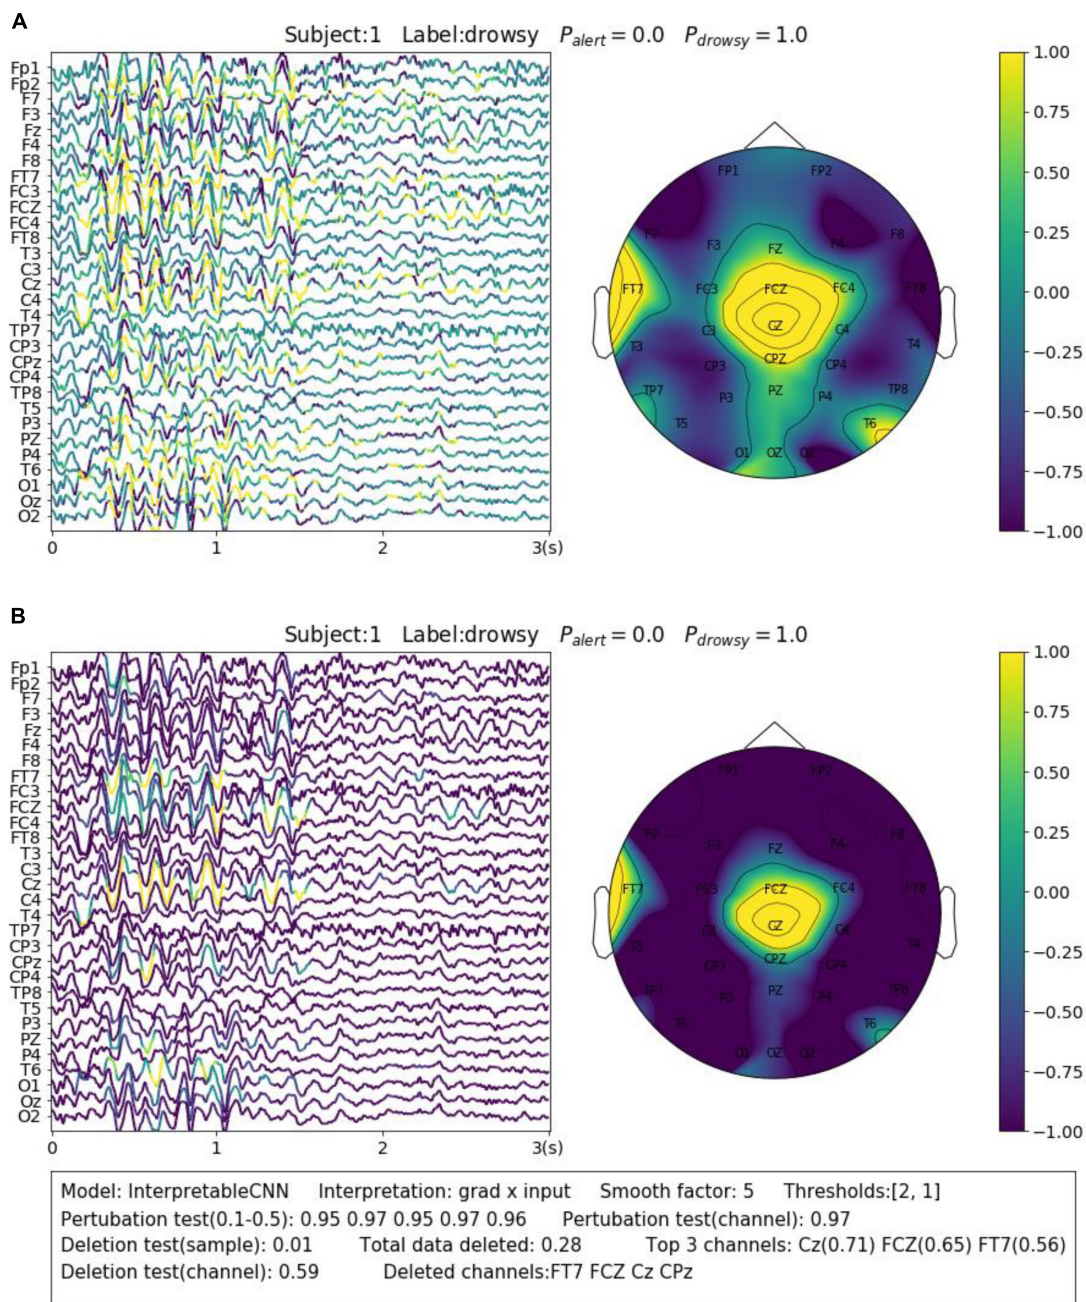 A
Subject:1 Label:drowsy P_alert = 0.0 P_drowsy = 1.0
Fp1
Fp2
F7
F3
Fz
F4
F8
FT7
FC3
FCZ
FC4
FT8
T3
C3
Cz
C4
T4
TP7
CP3
CPz
CP4
TP8
T5
P3
PZ
P4
T6
O1
Oz
O2
0 1 2 3(s)
FP1 FP2
F7 F3 FZ F4 F8
FT7 FC3 FCZ FC4 FT8
T3 C3 CZ C4 T4
TP7 CP3 CPZ CP4 TP8
T5 P3 PZ P4 T6
O1 OZ O2
1.00
0.75
0.50
0.25
0.00
−0.25
−0.50
−0.75
−1.00
B
Subject:1 Label:drowsy P_alert = 0.0 P_drowsy = 1.0
Fp1
Fp2
F7
F3
Fz
F4
F8
FT7
FC3
FCZ
FC4
FT8
T3
C3
Cz
C4
T4
TP7
CP3
CPz
CP4
TP8
T5
P3
PZ
P4
T6
O1
Oz
O2
0 1 2 3(s)
FP1 FP2
F7 F3 FZ F4 F8
FT7 FC3 FCZ FC4 FT8
T3 C3 CZ C4 T4
TP7 CP3 CPZ CP4 TP8
T5 P3 PZ P4 T6
O1 OZ O2
1.00
0.75
0.50
0.25
0.00
−0.25
−0.50
−0.75
−1.00
Model: InterpretableCNN Interpretation: grad x input Smooth factor: 5 Thresholds:[2, 1]
Pertubation test(0.1-0.5): 0.95 0.97 0.95 0.97 0.96 Pertubation test(channel): 0.97
Deletion test(sample): 0.01 Total data deleted: 0.28 Top 3 channels: Cz(0.71) FCZ(0.65) FT7(0.56)
Deletion test(channel): 0.59 Deleted channels:FT7 FCZ Cz CPz